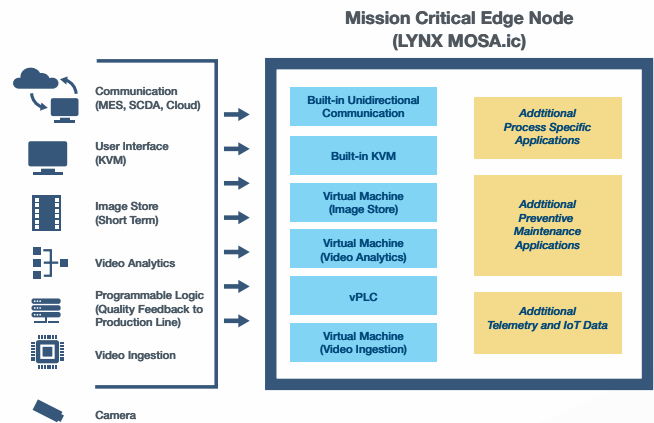 Mission Critical Edge Node
(LYNX MOSA.ic)
Communication
(MES, SCDA, Cloud)
User Interface
(KVM)
Image Store
(Short Term)
Video Analytics
Programmable Logic
(Quality Feedback to
Production Line)
Video Ingestion
Camera
Built-in Unidirectional
Communication
Built-in KVM
Virtual Machine
(Image Store)
Virtual Machine
(Video Analytics)
vPLC
Virtual Machine
(Video Ingestion)
Addtitional
Process Specific
Applications
Addtitional
Preventive
Maintenance
Applications
Addtitional
Telemetry and IoT Data